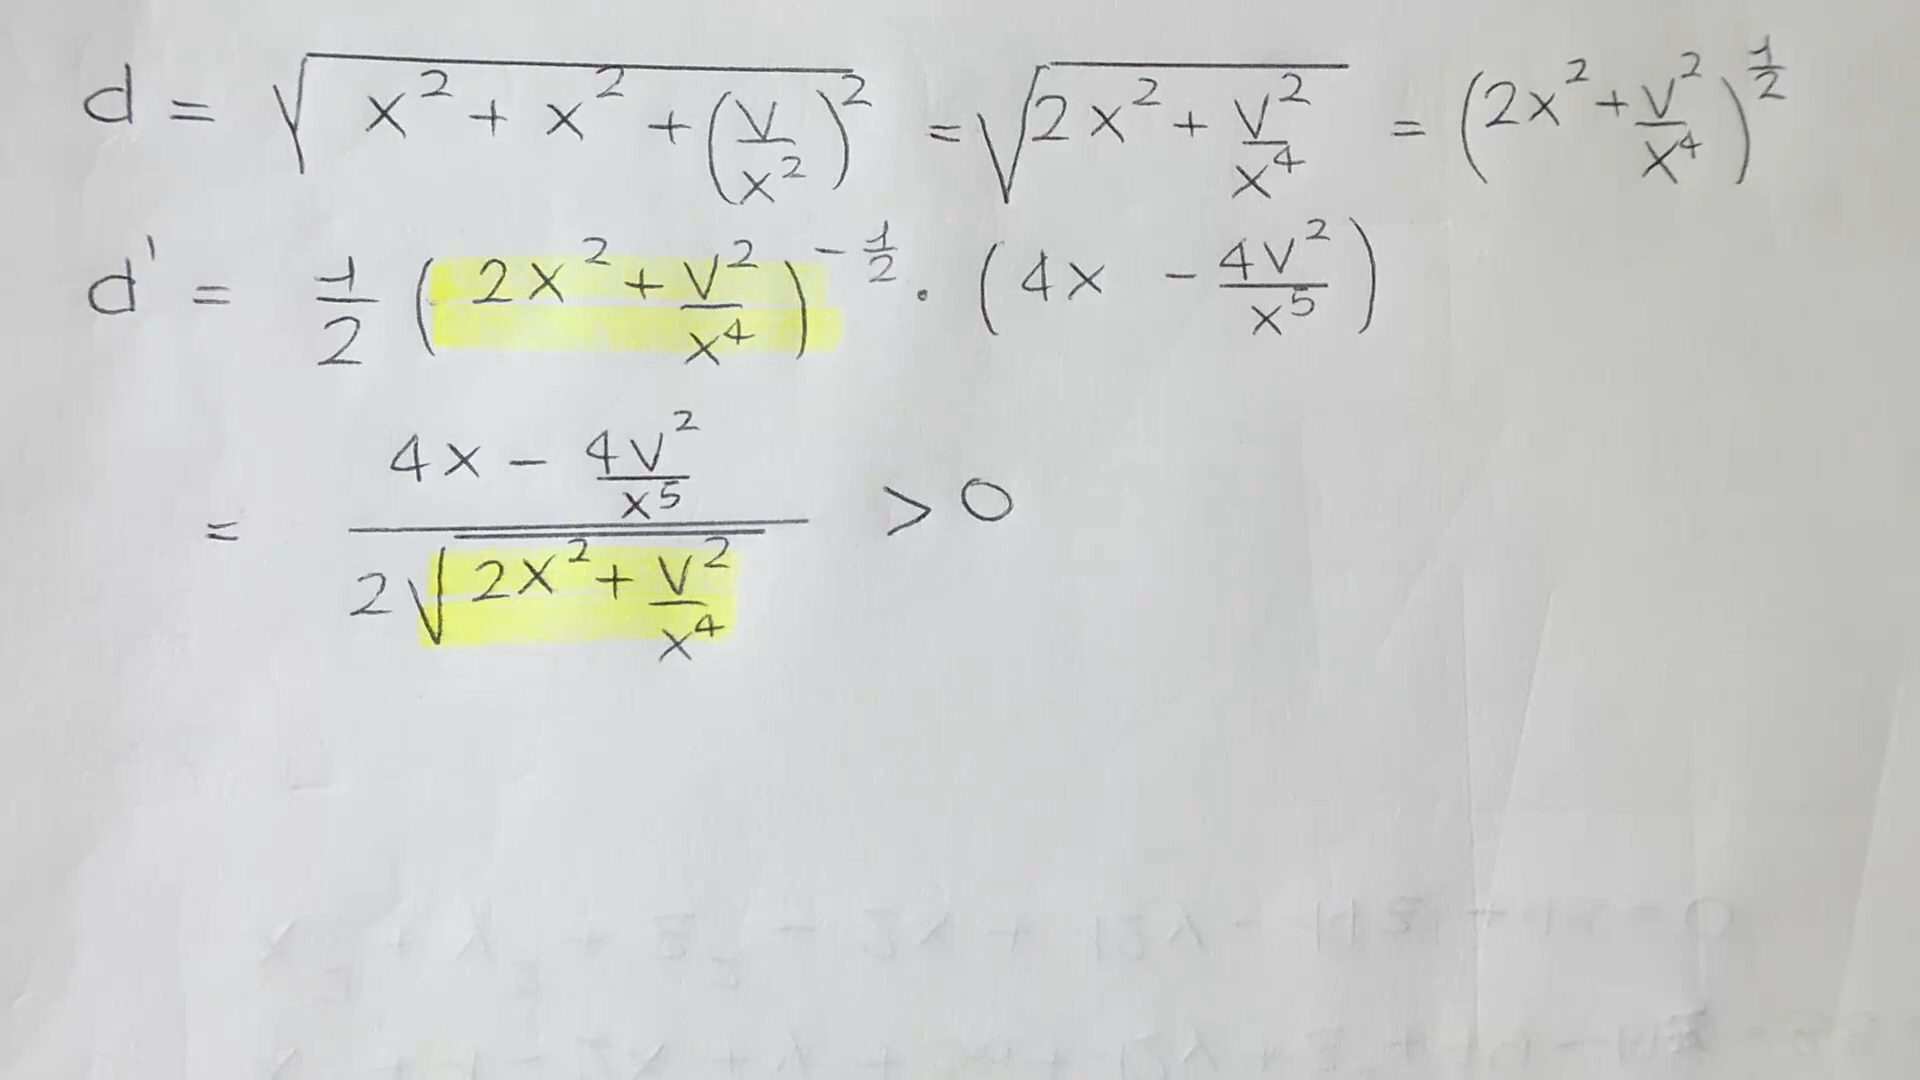 d = √(x² + x² + (v/x²)²) = √(2x² + v²/x⁴) = (2x² + v²/x⁴)^(1/2)
d' = 1/2 (2x² + v²/x⁴)^(-1/2) · (4x - 4v²/x⁵)
= (4x - 4v²/x⁵) / (2√(2x² + v²/x⁴)) > 0